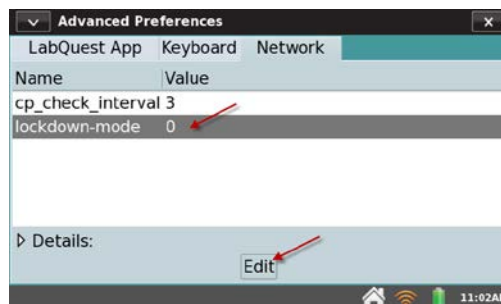 Advanced Preferences
LabQuest App Keyboard Network
Name Value
cp_check_interval 3
lockdown-mode 0
Details:
Edit
11:02A